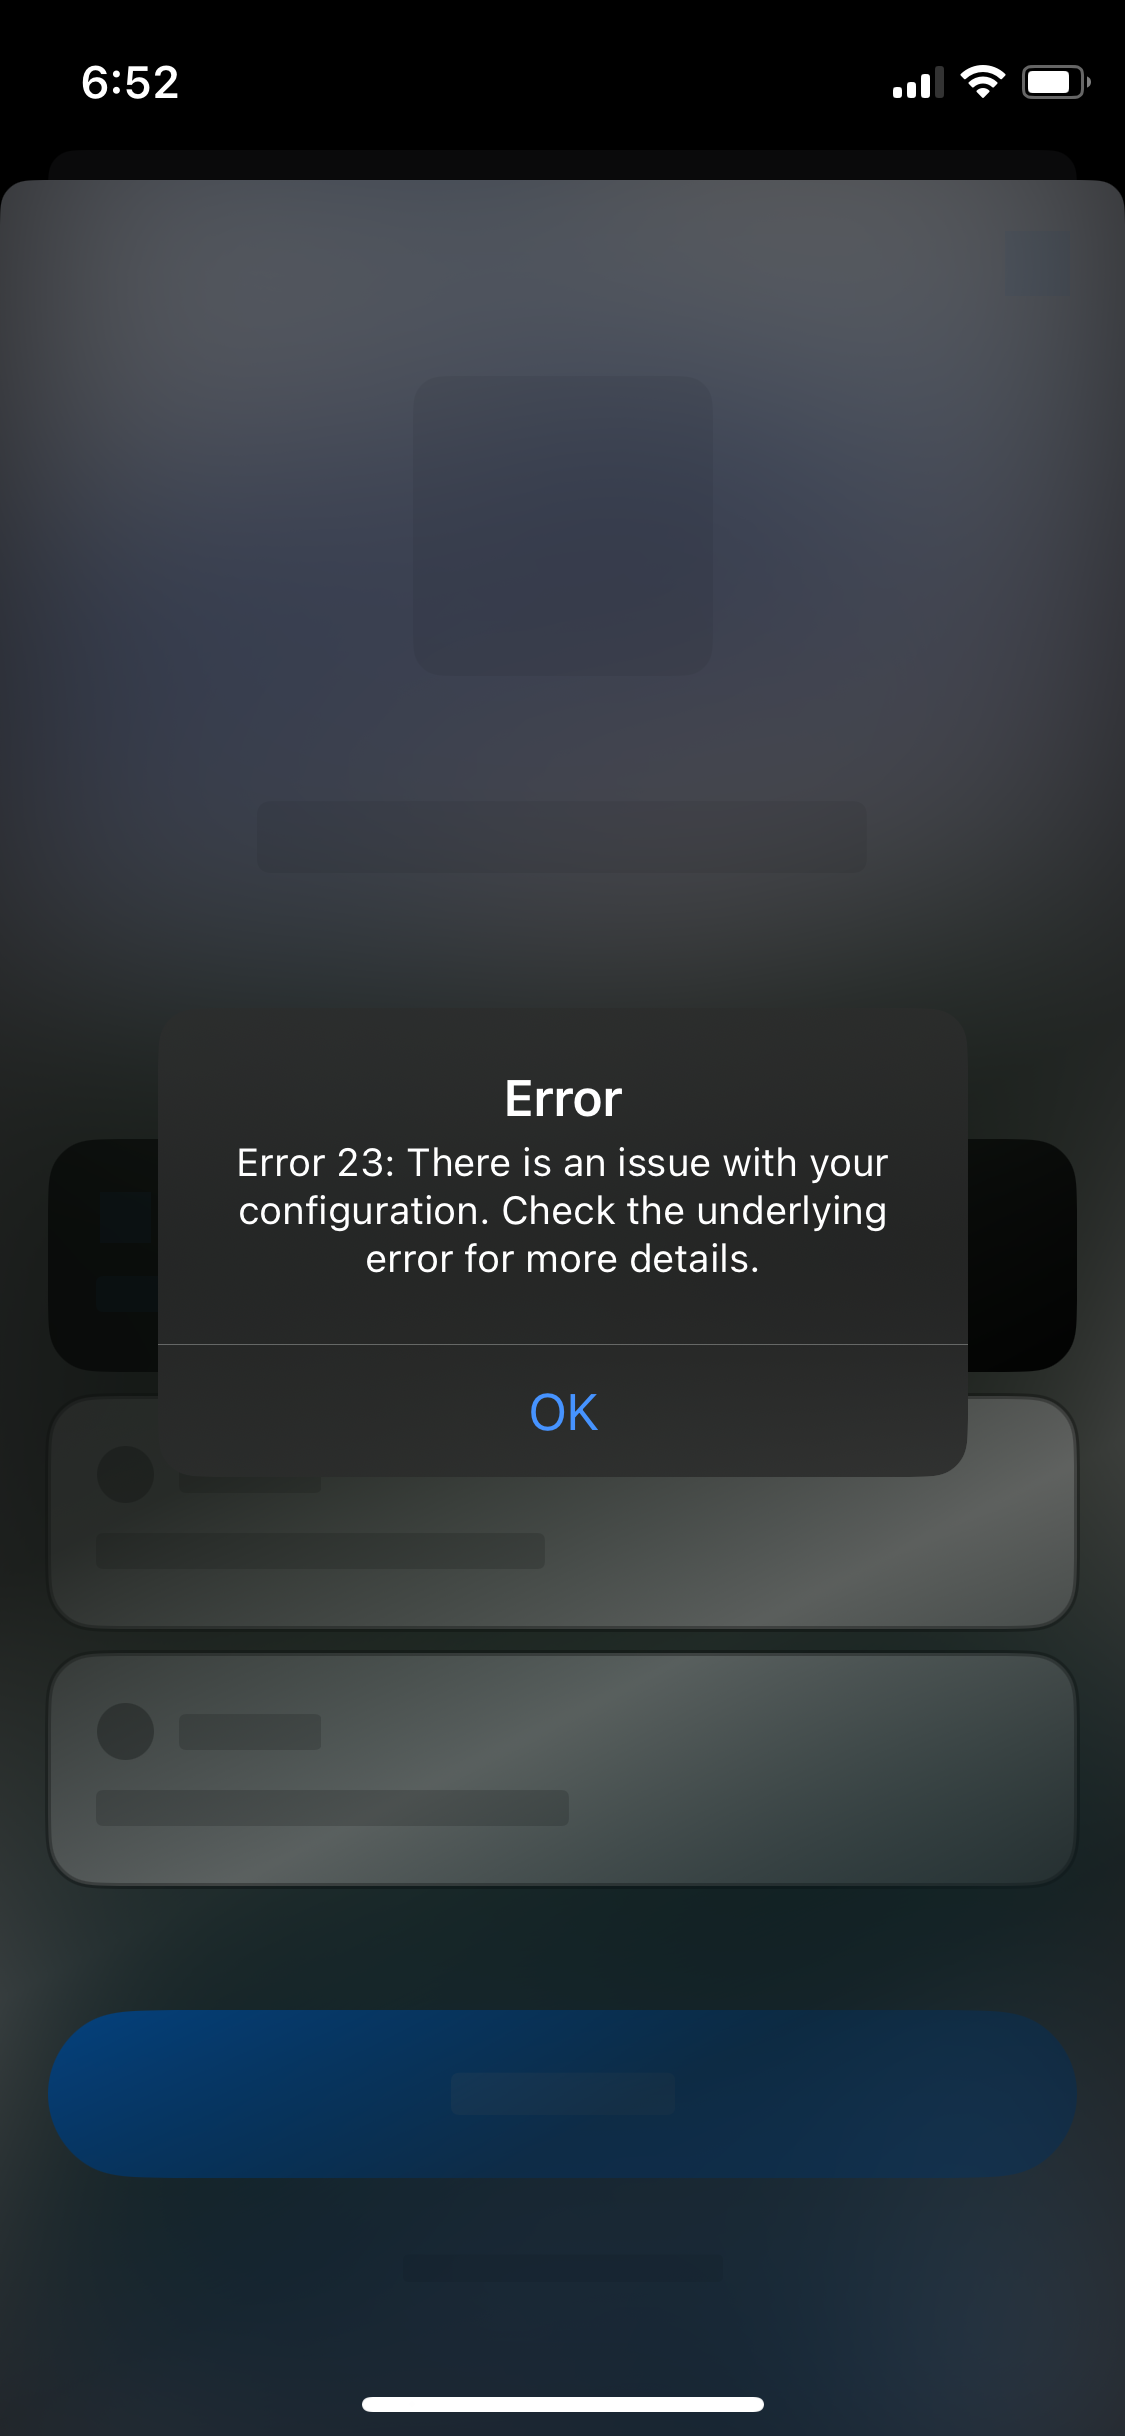 6:52
Error
Error 23: There is an issue with your
configuration. Check the underlying
error for more details.
OK